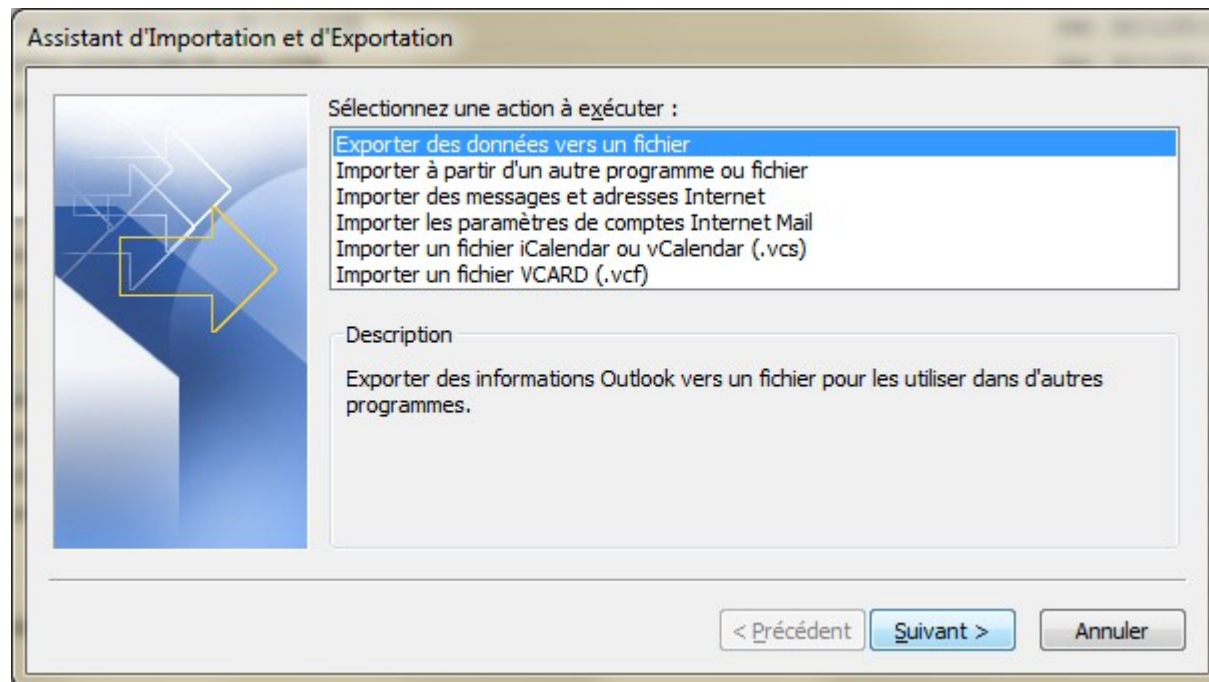 Assistant d'Importation et d'Exportation
Sélectionnez une action à exécuter :
Exporter des données vers un fichier
Importer à partir d'un autre programme ou fichier
Importer des messages et adresses Internet
Importer les paramètres de comptes Internet Mail
Importer un fichier iCalendar ou vCalendar (.vcs)
Importer un fichier VCARD (.vcf)
Description
Exporter des informations Outlook vers un fichier pour les utiliser dans d'autres
programmes.
< Précédent Suivant > Annuler